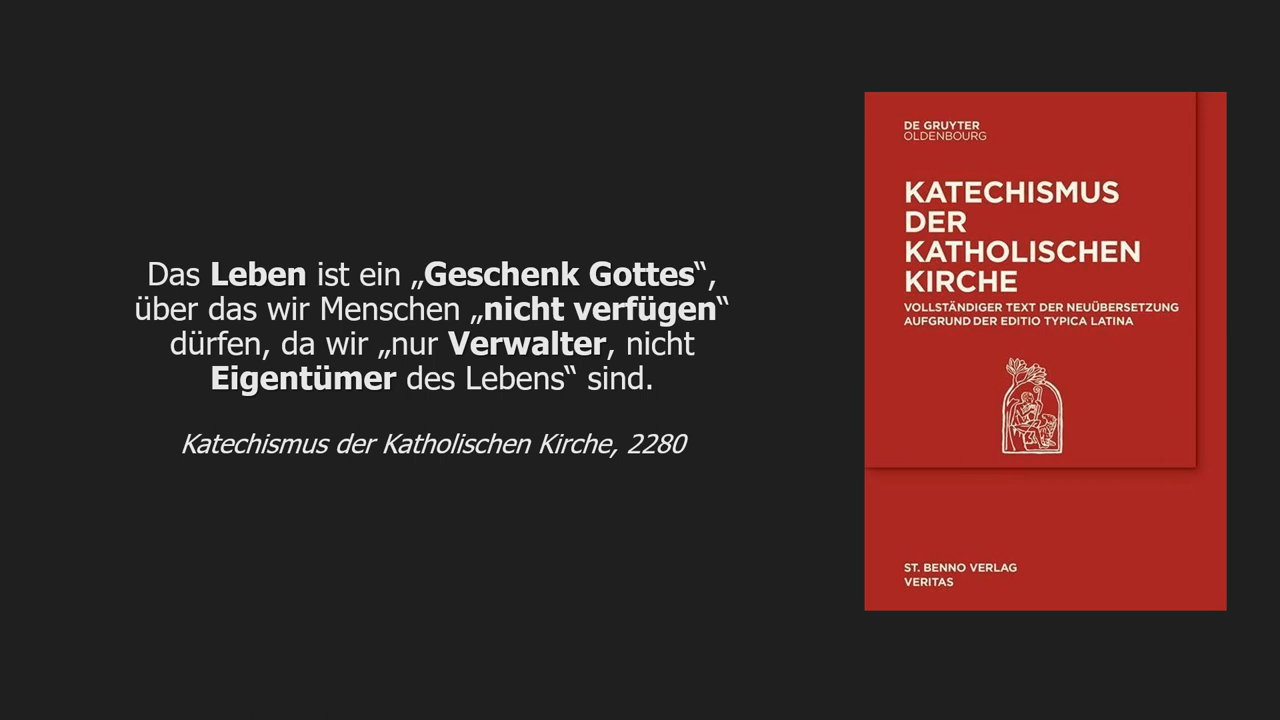 Das Leben ist ein „Geschenk Gottes“,
über das wir Menschen „nicht verfügen“
dürfen, da wir „nur Verwalter, nicht
Eigentümer des Lebens“ sind.
Katechismus der Katholischen Kirche, 2280
DE GRUYTER
OLDENBOURG
KATECHISMUS
DER
KATHOLISCHEN
KIRCHE
VOLLSTÄNDIGER TEXT DER NEUÜBERSETZUNG
AUFGRUND DER EDITIO TYPICA LATINA
ST. BENNO VERLAG
VERITAS